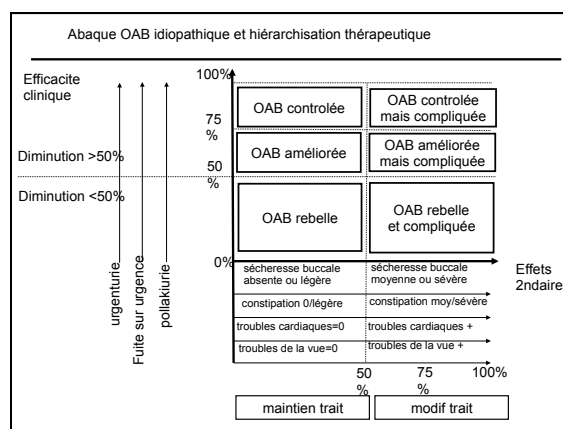 Abaque OAB idiopathique et hiérarchisation thérapeutique
Efficacite
clinique
100%
75
%
50
%
0%
Diminution >50%
Diminution <50%
urgenturie
Fuite sur urgence
pollakiurie
OAB controlée
OAB controlée
mais compliquée
OAB améliorée
OAB améliorée
mais compliquée
OAB rebelle
OAB rebelle
et compliquée
Effets
2ndaire
sécheresse buccale
absente ou légère
sécheresse buccale
moyenne ou sévère
constipation 0/légère
constipation moy/sévère
troubles cardiaques=0
troubles cardiaques +
troubles de la vue=0
troubles de la vue +
50
%
75
%
100%
maintien trait
modif trait